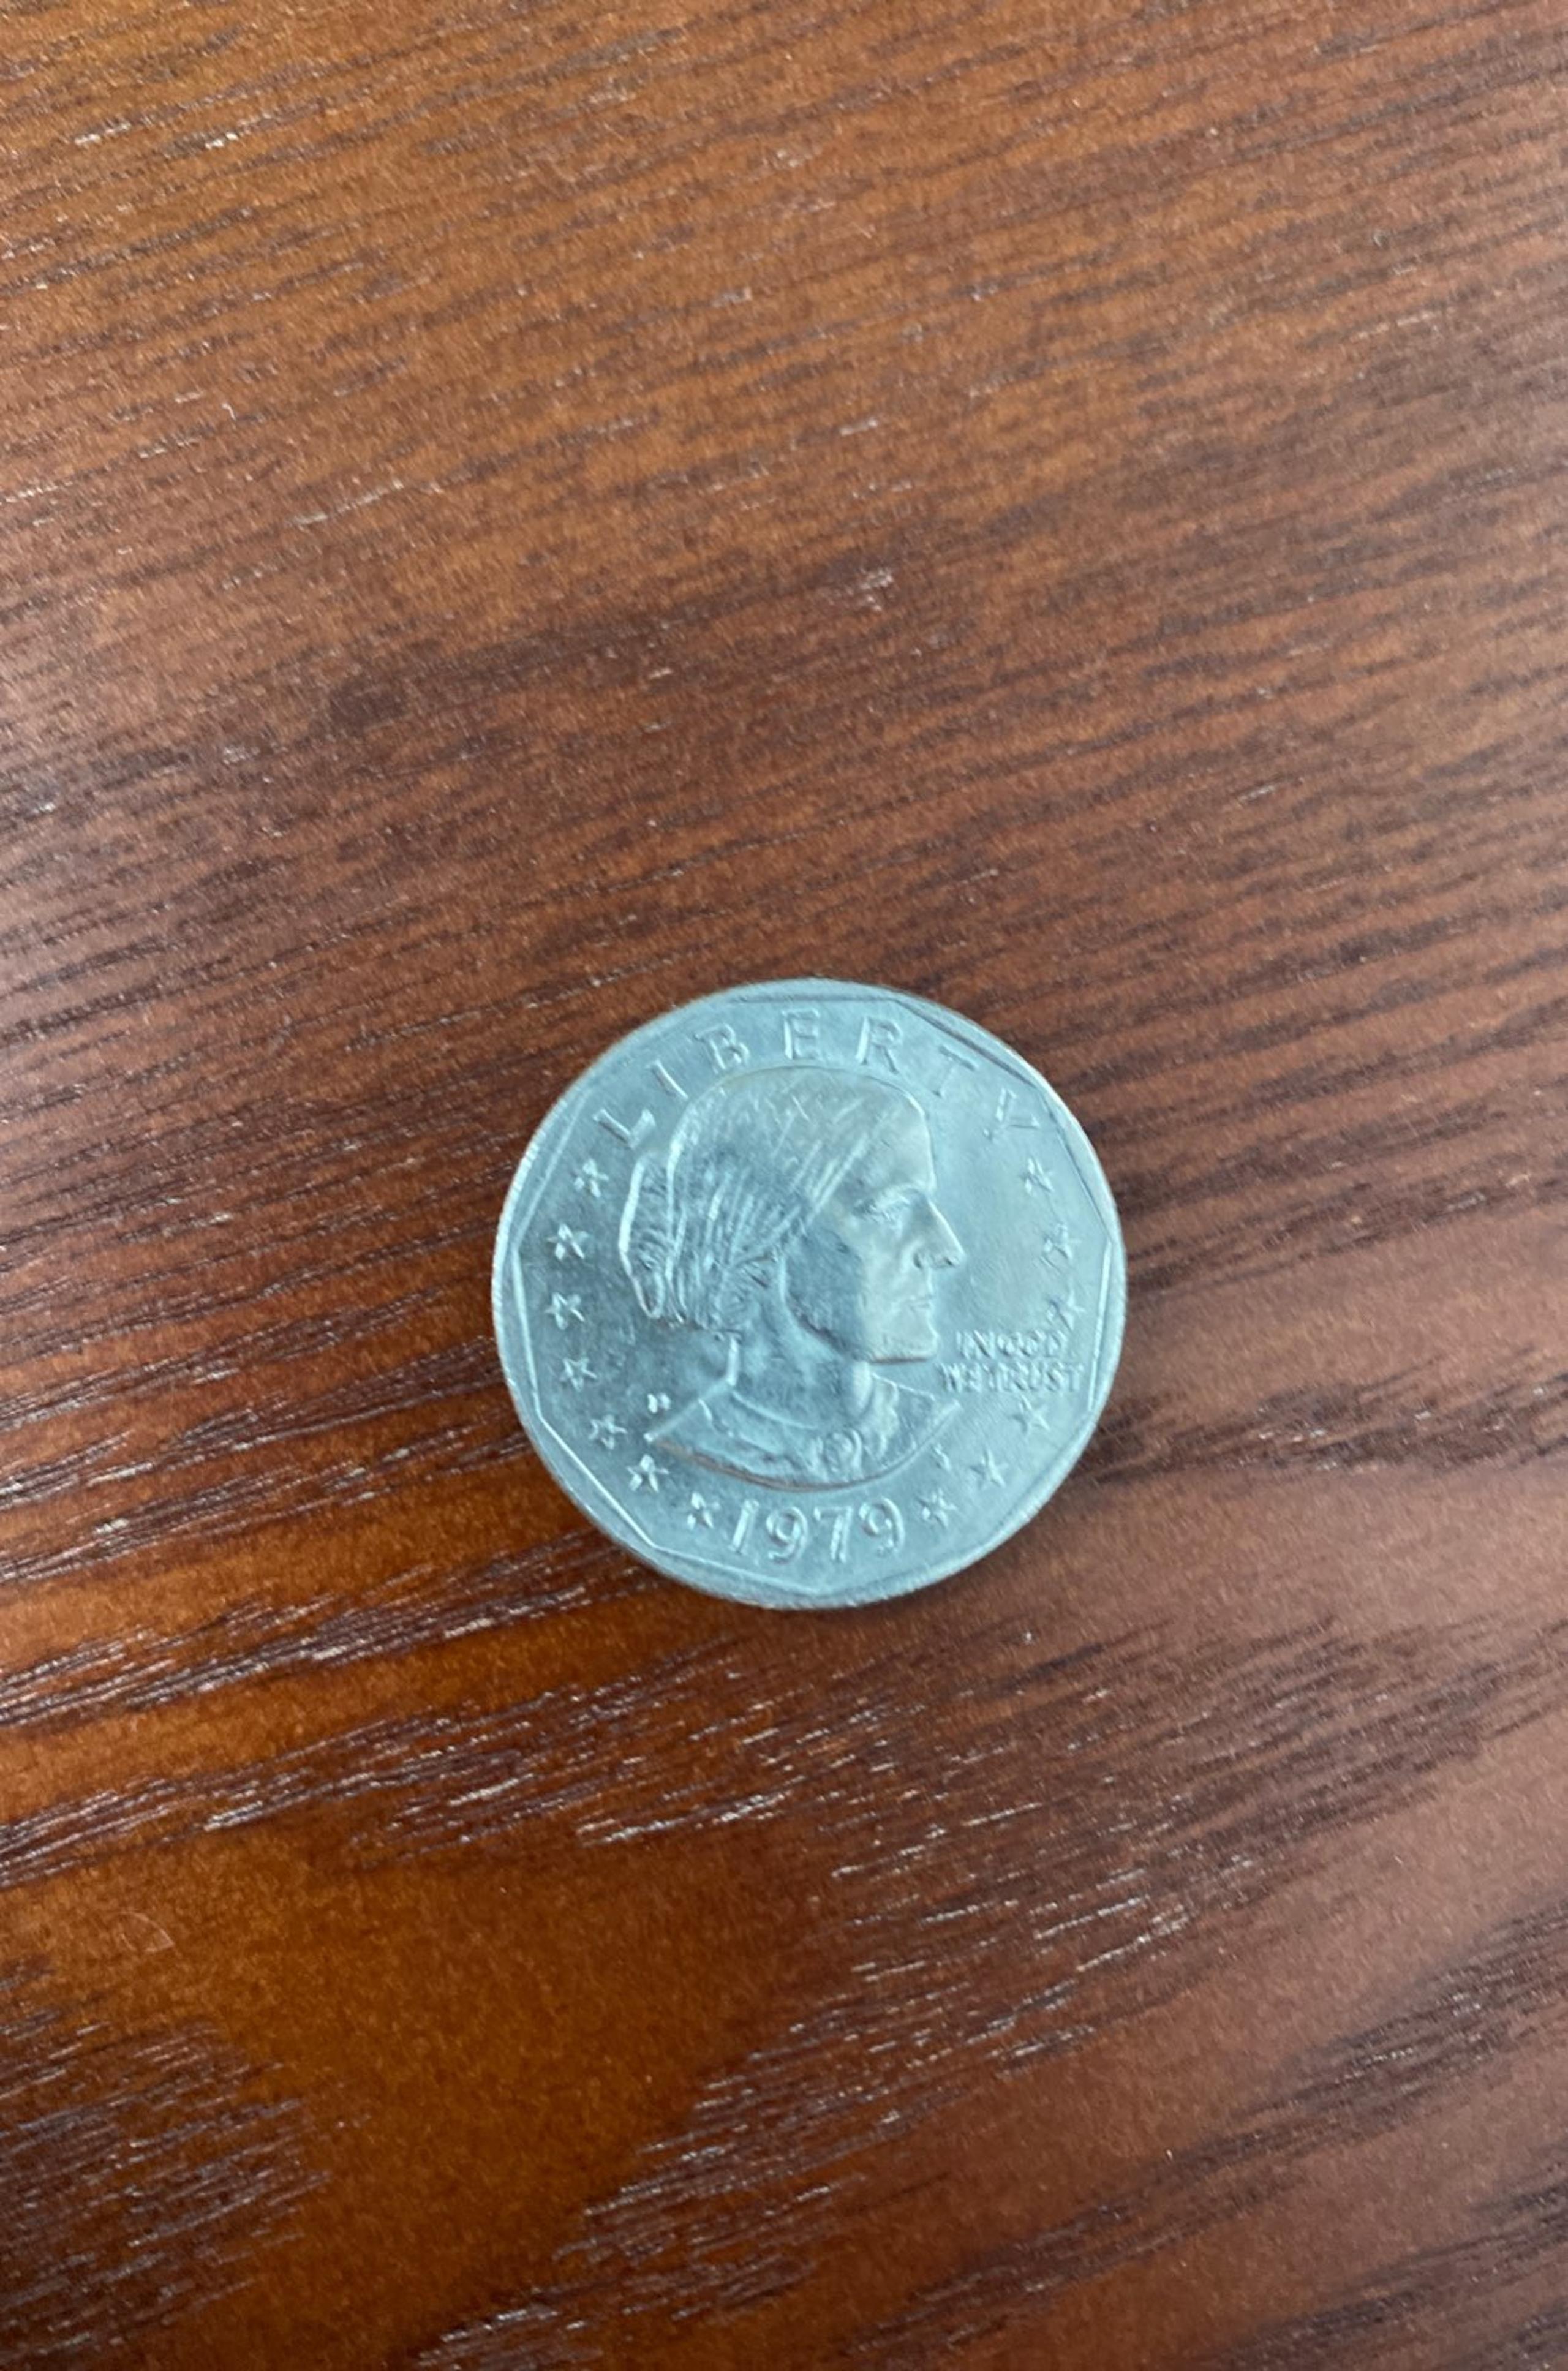 LIBERTY
IN GOD
WE TRUST
1979